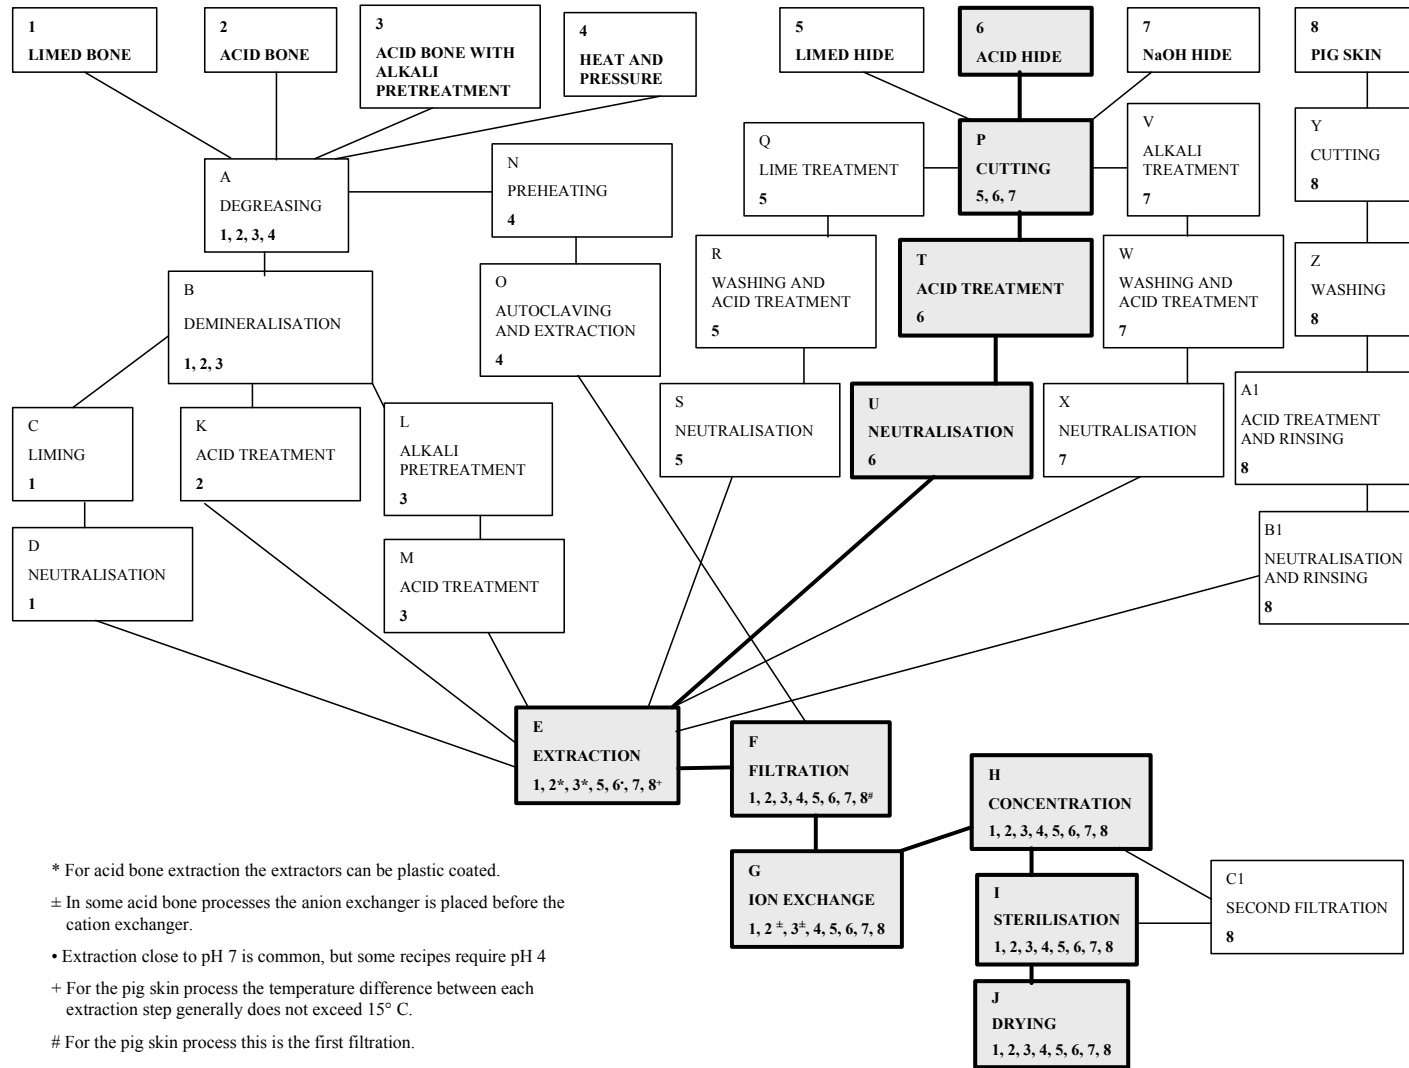 1
LIMED BONE
2
ACID BONE
3
ACID BONE WITH
ALKALI
PRETREATMENT
4
HEAT AND
PRESSURE
5
LIMED HIDE
6
ACID HIDE
7
NaOH HIDE
8
PIG SKIN
A
DEGREASING
1, 2, 3, 4
N
PREHEATING
4
Q
LIME TREATMENT
5
P
CUTTING
5, 6, 7
V
ALKALI
TREATMENT
7
Y
CUTTING
8
B
DEMINERALISATION
1, 2, 3
O
AUTOCLAVING
AND EXTRACTION
4
R
WASHING AND
ACID TREATMENT
5
T
ACID TREATMENT
6
W
WASHING AND
ACID TREATMENT
7
Z
WASHING
8
C
LIMING
1
K
ACID TREATMENT
2
L
ALKALI
PRETREATMENT
3
S
NEUTRALISATION
5
U
NEUTRALISATION
6
X
NEUTRALISATION
7
A1
ACID TREATMENT
AND RINSING
8
D
NEUTRALISATION
1
M
ACID TREATMENT
3
B1
NEUTRALISATION
AND RINSING
8
E
EXTRACTION
1, 2*, 3*, 5, 6•, 7, 8+
F
FILTRATION
1, 2, 3, 4, 5, 6, 7, 8#
G
ION EXCHANGE
1, 2 ±, 3±, 4, 5, 6, 7, 8
H
CONCENTRATION
1, 2, 3, 4, 5, 6, 7, 8
I
STERILISATION
1, 2, 3, 4, 5, 6, 7, 8
C1
SECOND FILTRATION
8
J
DRYING
1, 2, 3, 4, 5, 6, 7, 8
* For acid bone extraction the extractors can be plastic coated.
± In some acid bone processes the anion exchanger is placed before the
cation exchanger.
• Extraction close to pH 7 is common, but some recipes require pH 4
+ For the pig skin process the temperature difference between each
extraction step generally does not exceed 15° C.
# For the pig skin process this is the first filtration.